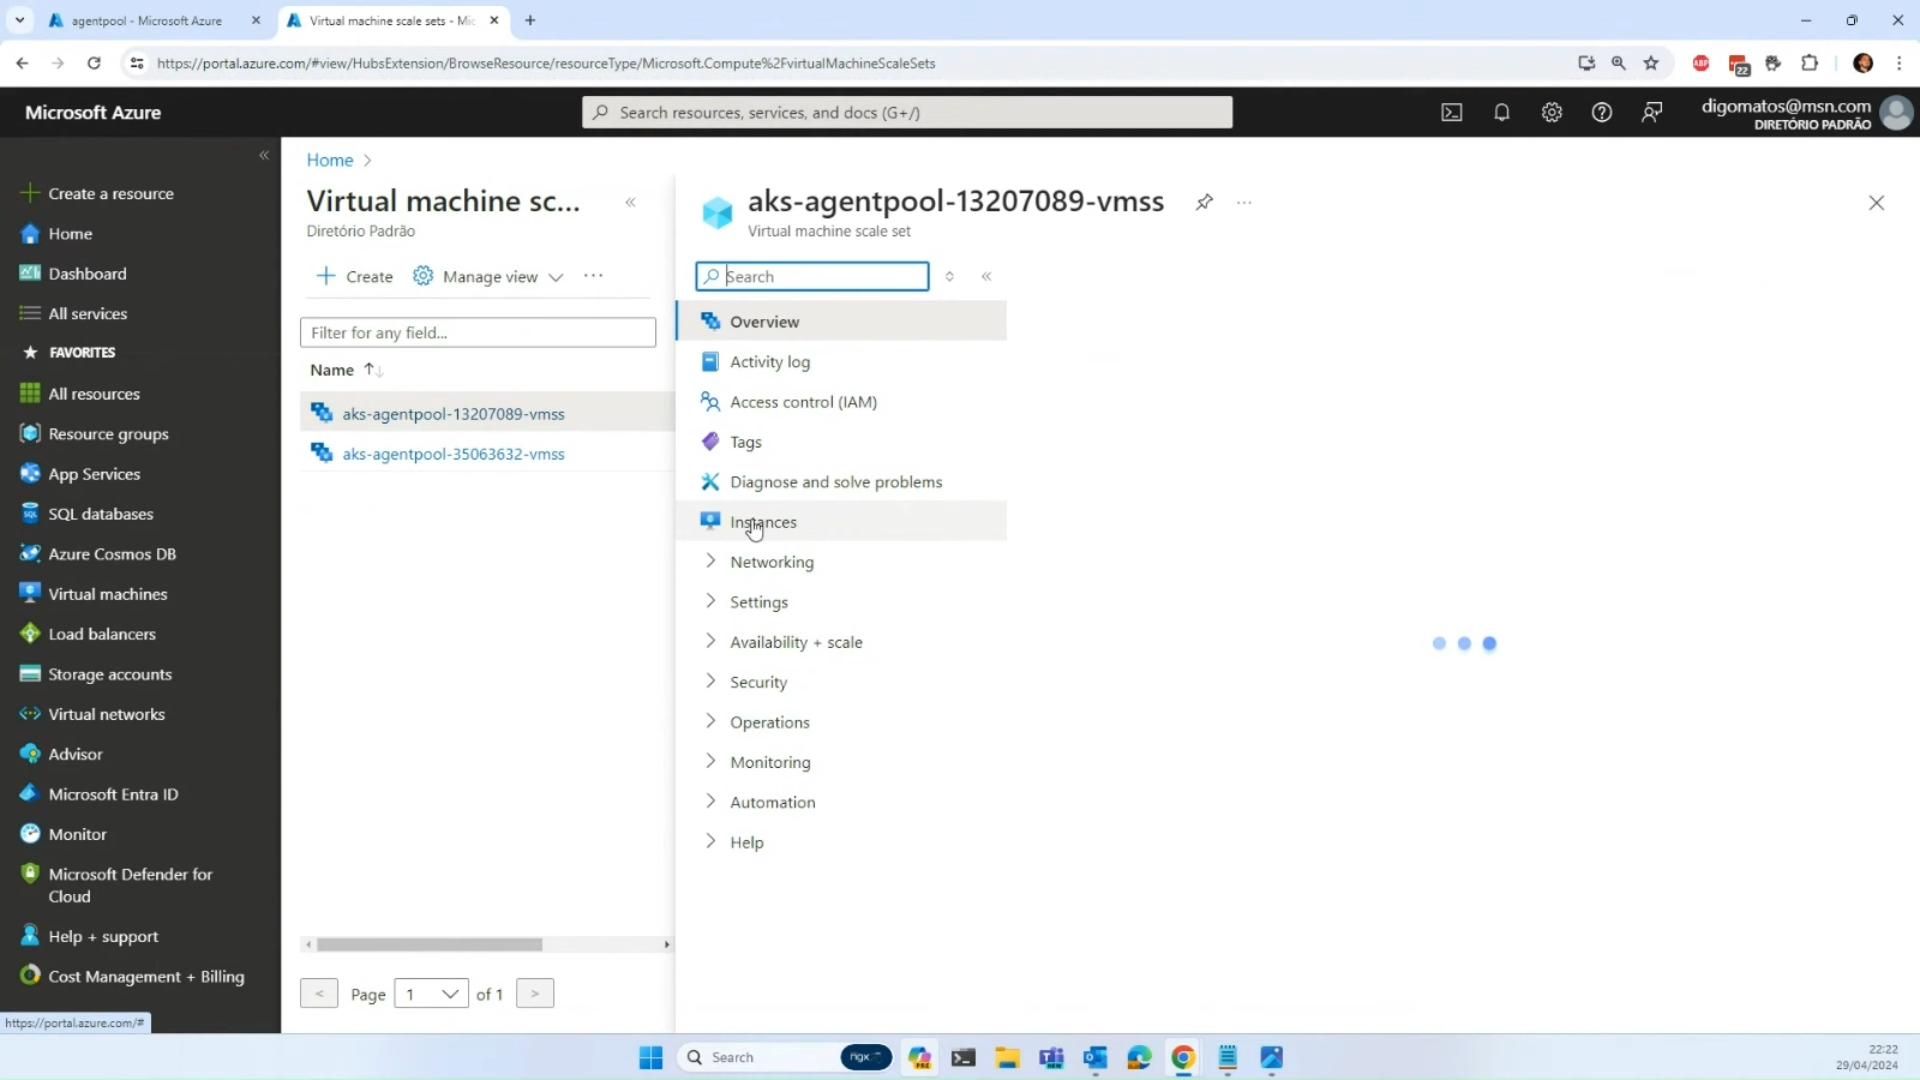 agentpool - Microsoft Azure
Virtual machine scale sets - Mic
https://portal.azure.com/#view/HubsExtension/BrowseResource/resourceType/Microsoft.Compute%2FvirtualMachineScaleSets
ABP
22
Microsoft Azure
Search resources, services, and docs (G+/)
digomatos@msn.com
DIRETÓRIO PADRÃO
Create a resource
Home
Dashboard
All services
FAVORITES
All resources
Resource groups
App Services
SQL databases
Azure Cosmos DB
Virtual machines
Load balancers
Storage accounts
Virtual networks
Advisor
Microsoft Entra ID
Monitor
Microsoft Defender for
Cloud
Help + support
Cost Management + Billing
https://portal.azure.com/#
Home >
Virtual machine sc...
Diretório Padrão
Create
Manage view
Filter for any field...
Name
aks-agentpool-13207089-vmss
aks-agentpool-35063632-vmss
< Page 1 of 1 >
aks-agentpool-13207089-vmss
Virtual machine scale set
Search
Overview
Activity log
Access control (IAM)
Tags
Diagnose and solve problems
Instances
Networking
Settings
Availability + scale
Security
Operations
Monitoring
Automation
Help
Search
22:22
29/04/2024